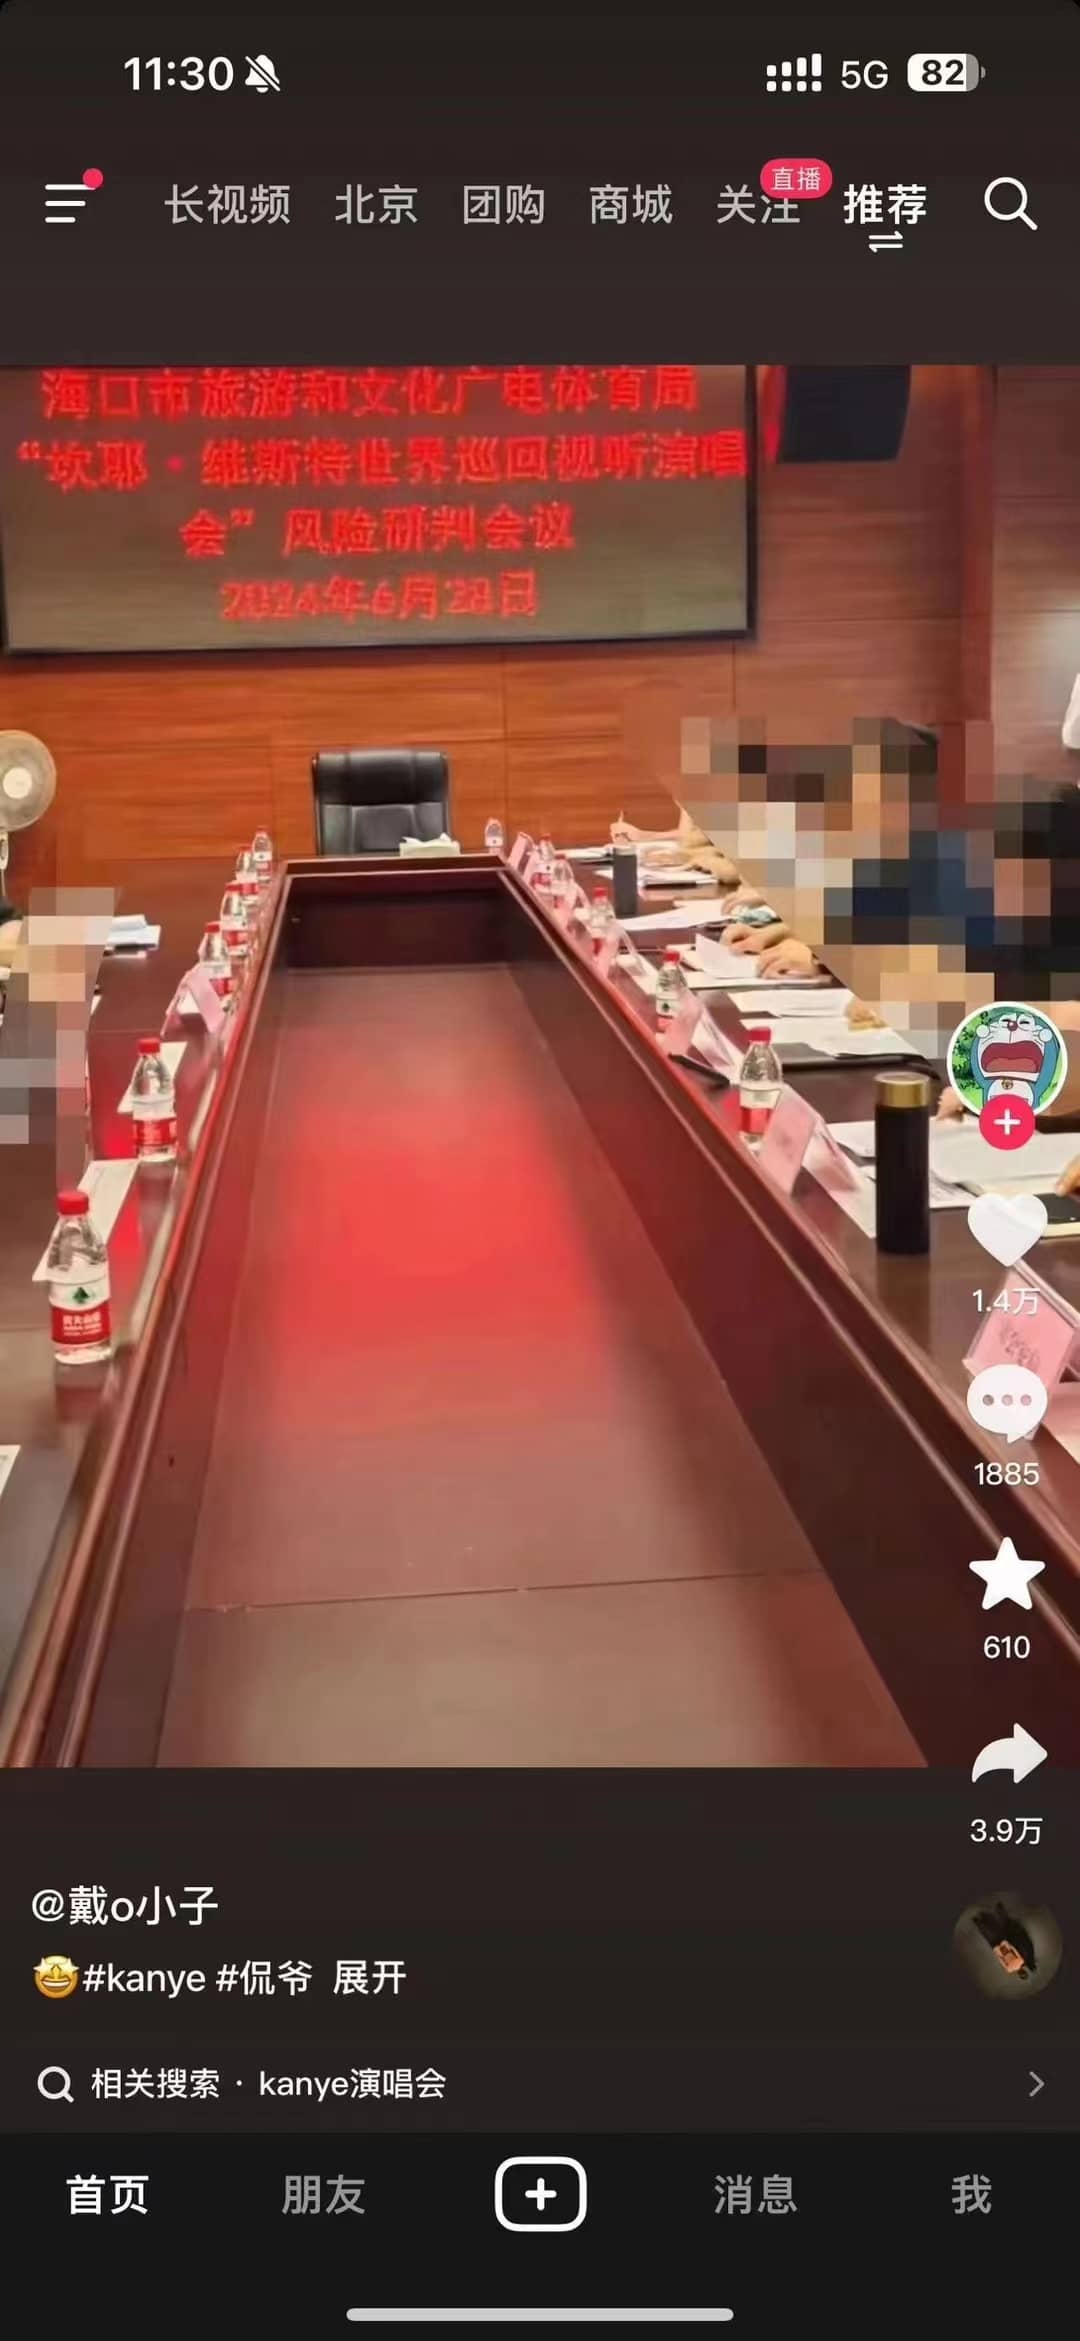 11:30
5G
82
长视频
北京
团购
商城
关注
直播
推荐
海口市旅游和文化广电体育局
“坎耶·维斯特世界巡回视听演唱
会”风险研判会议
2024年6月28日
1.4万
1885
610
3.9万
@戴o小子
#kanye #侃爷 展开
相关搜索 · kanye演唱会
首页
朋友
消息
我